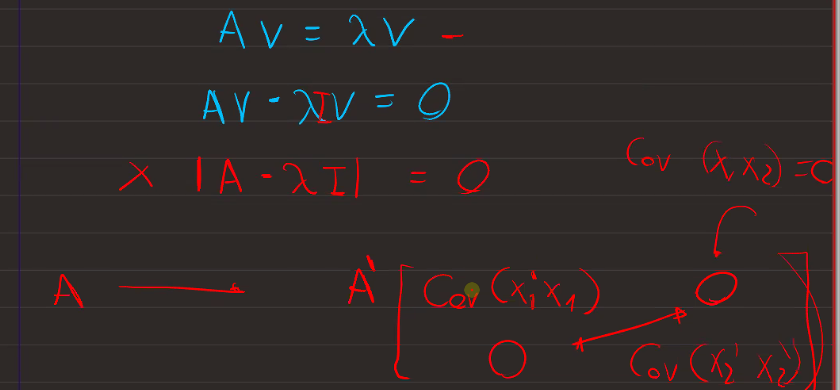 AV = λV -
AV - λIV = 0
× |A - λI| = 0
Cov (x₁ x₂) = 0
A → A' [ Cov (x₁' x₁) 0
0 Cov (x₂' x₂') ]